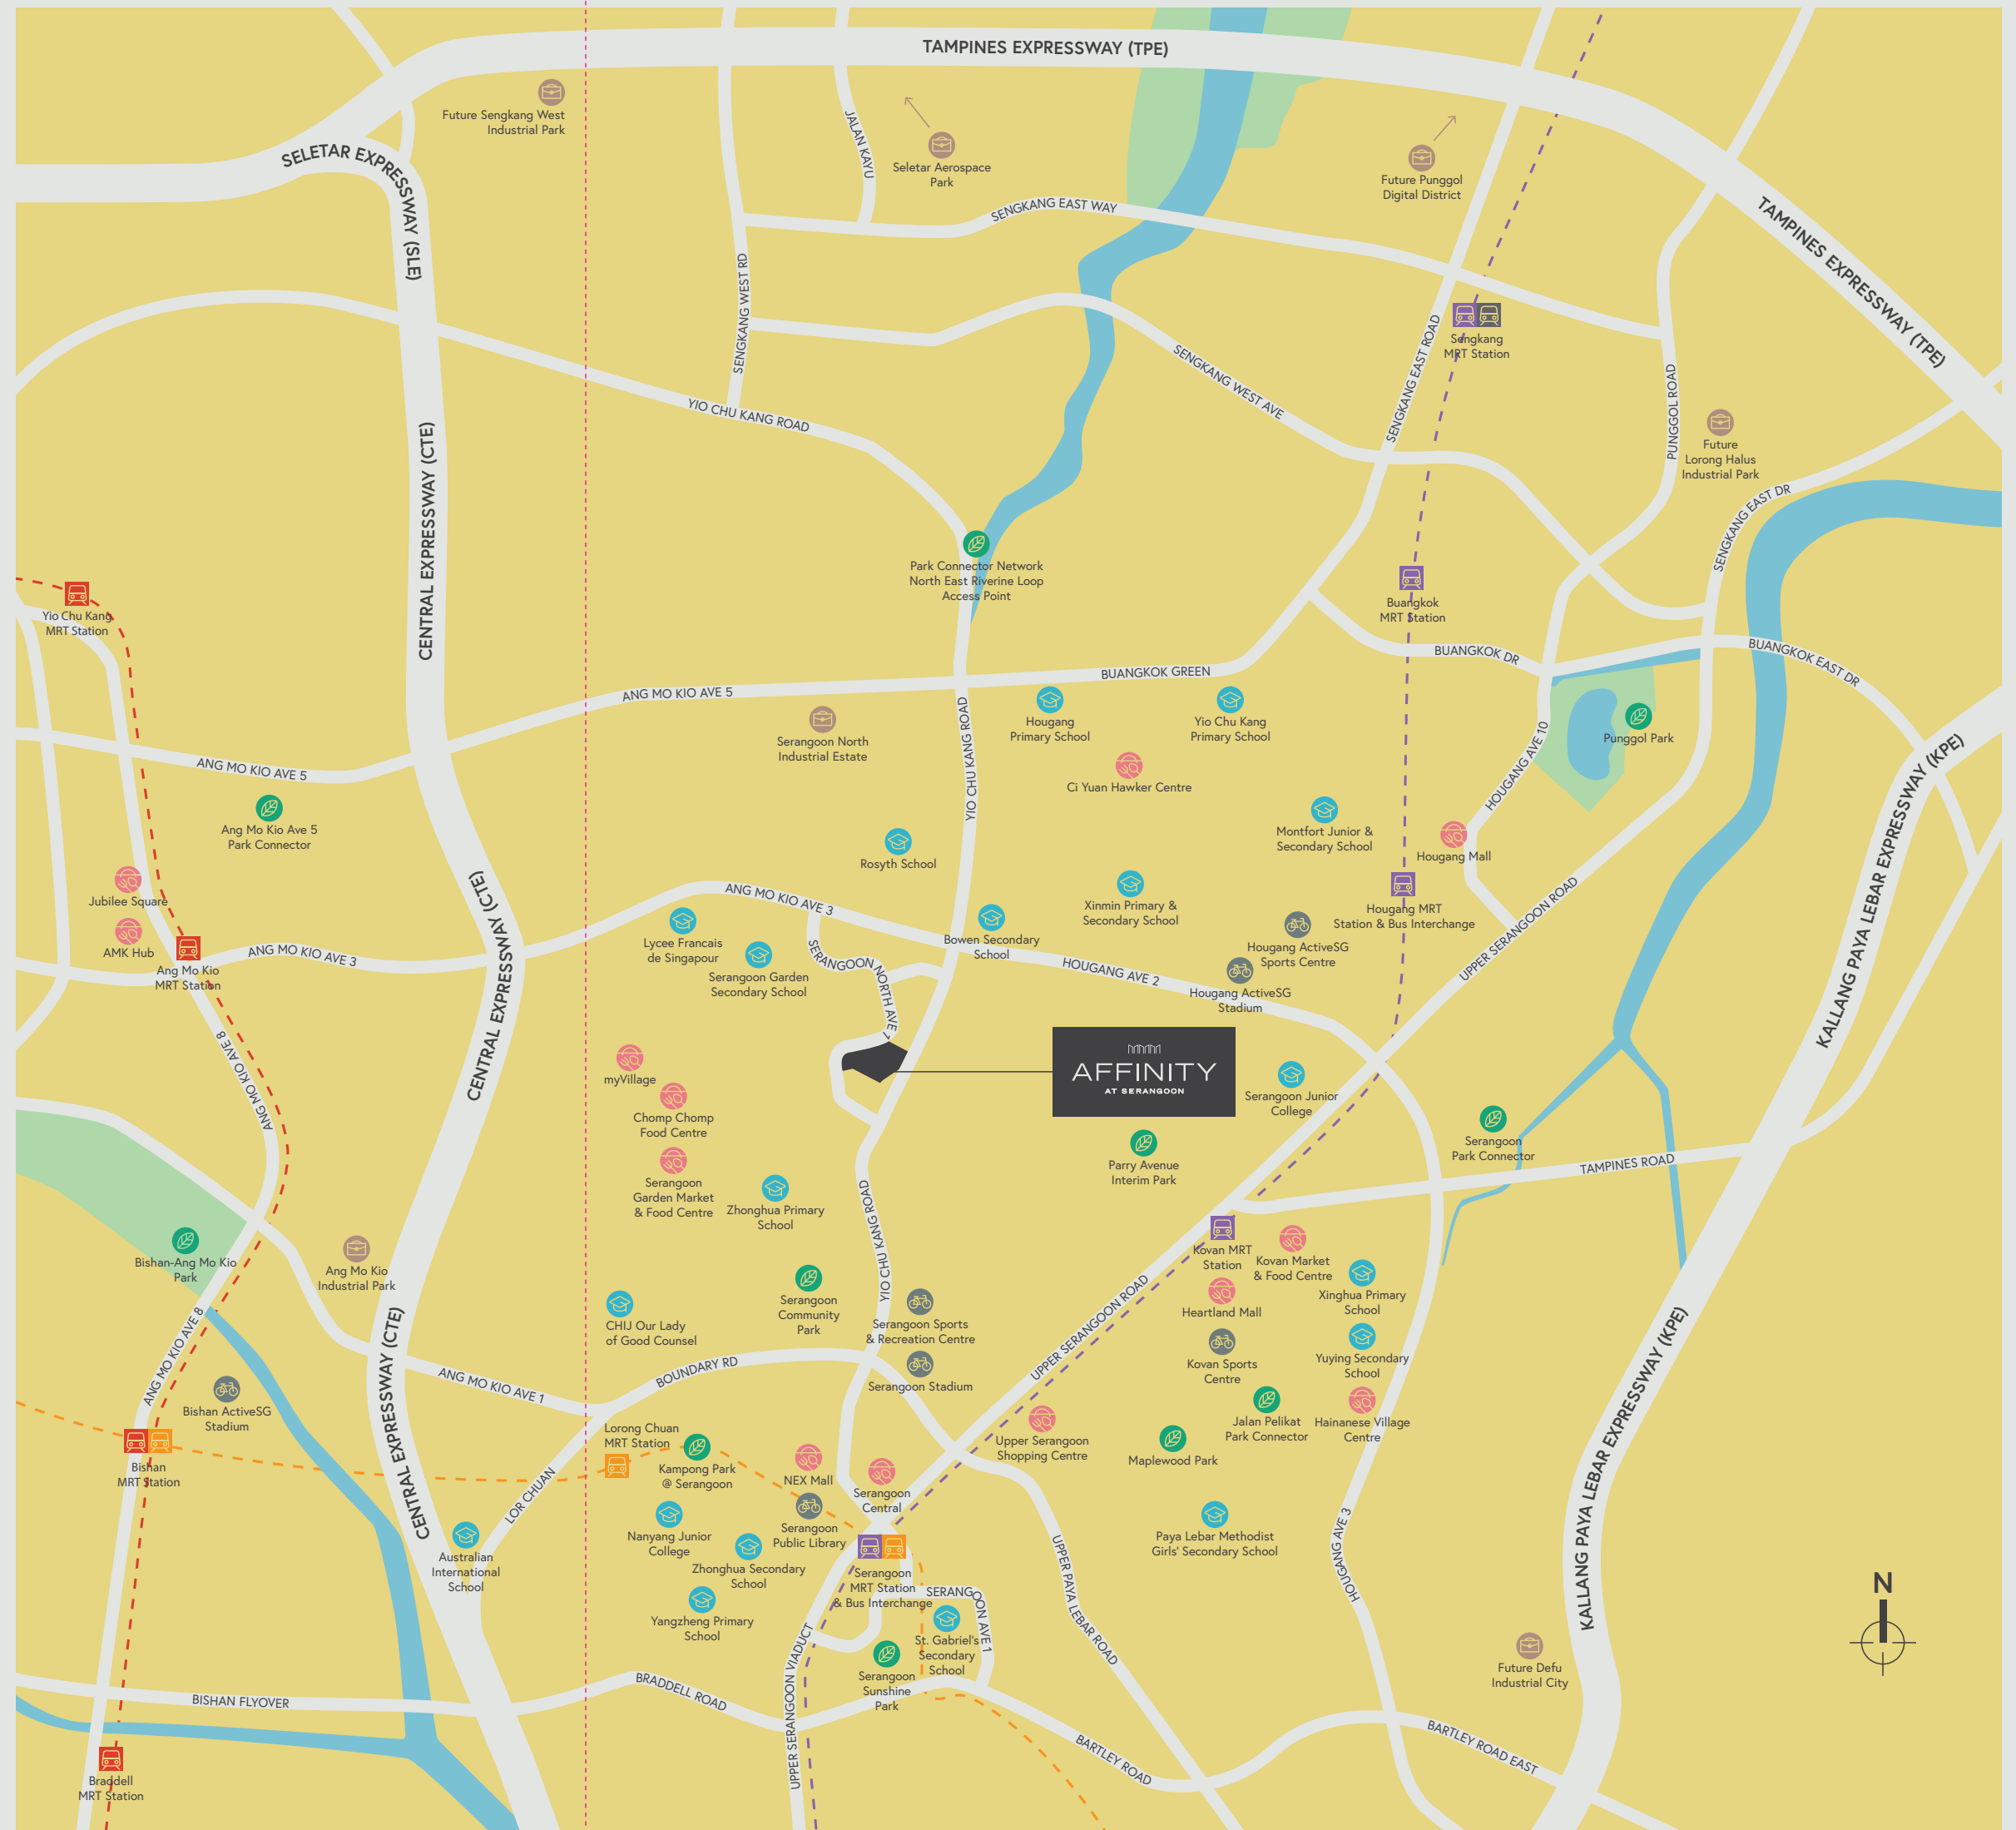 TAMPINES EXPRESSWAY (TPE)
Future Sengkang West
Industrial Park
JALAN KAYU
Seletar Aerospace
Park
Future Punggol
Digital District
SELETAR EXPRESSWAY (SLE)
SENGKANG EAST WAY
TAMPINES EXPRESSWAY (TPE)
SENGKANG WEST RD
Sengkang
MRT Station
SENGKANG EAST ROAD
SENGKANG WEST AVE
PUNGGOL ROAD
YIO CHU KANG ROAD
Future
Lorong Halus
Industrial Park
CENTRAL EXPRESSWAY (CTE)
SENGKANG EAST DR
Park Connector Network
North East Riverine Loop
Access Point
Yio Chu Kang
MRT Station
Buangkok
MRT Station
BUANGKOK DR
BUANGKOK EAST DR
BUANGKOK GREEN
ANG MO KIO AVE 5
YIO CHU KANG ROAD
Hougang
Primary School
Yio Chu Kang
Primary School
Serangoon North
Industrial Estate
Punggol Park
HOUGANG AVE 10
KALLANG PAYA LEBAR EXPRESSWAY (KPE)
ANG MO KIO AVE 5
Ci Yuan Hawker Centre
Ang Mo Kio Ave 5
Park Connector
Montfort Junior &
Secondary School
Hougang Mall
Rosyth School
Jubilee Square
AMK Hub
ANG MO KIO AVE 3
Xinmin Primary &
Secondary School
Hougang MRT
Station & Bus Interchange
UPPER SERANGOON ROAD
CENTRAL EXPRESSWAY (CTE)
Lycee Francais
de Singapour
Bowen Secondary
School
Hougang ActiveSG
Sports Centre
ANG MO KIO AVE 3
Serangoon Garden
Secondary School
SERANGOON NORTH AVE 1
HOUGANG AVE 2
Ang Mo Kio
MRT Station
Hougang ActiveSG
Stadium
ANG MO KIO AVE 8
myVillage
AFFINITY
AT SERANGOON
Serangoon Junior
College
Chomp Chomp
Food Centre
Serangoon
Park Connector
Parry Avenue
Interim Park
TAMPINES ROAD
Serangoon
Garden Market
& Food Centre
Zhonghua Primary
School
YIO CHU KANG ROAD
Bishan-Ang Mo Kio
Park
Ang Mo Kio
Industrial Park
Kovan MRT
Station
Kovan Market
& Food Centre
Xinghua Primary
School
Serangoon
Community
Park
Heartland Mall
CHIJ Our Lady
of Good Counsel
Serangoon Sports
& Recreation Centre
UPPER SERANGOON ROAD
Kovan Sports
Centre
Yuying Secondary
School
KALLANG PAYA LEBAR EXPRESSWAY (KPE)
ANG MO KIO AVE 8
CENTRAL EXPRESSWAY (CTE)
ANG MO KIO AVE 1
BOUNDARY RD
Serangoon Stadium
Bishan ActiveSG
Stadium
Jalan Pelikat
Park Connector
Hainanese Village
Centre
Lorong Chuan
MRT Station
Upper Serangoon
Shopping Centre
Maplewood Park
Bishan
MRT Station
Kampong Park
@ Serangoon
NEX Mall
Serangoon
Central
LOR CHUAN
Nanyang Junior
College
Serangoon
Public Library
Paya Lebar Methodist
Girls' Secondary School
HOUGANG AVE 3
Australian
International
School
Zhonghua Secondary
School
Serangoon
MRT Station
& Bus Interchange
SERANGOON AVE 1
UPPER PAYA LEBAR ROAD
N
Yangzheng Primary
School
St. Gabriel's
Secondary
School
UPPER SERANGOON VIADUCT
Serangoon
Sunshine
Park
Future Defu
Industrial City
BISHAN FLYOVER
BRADDELL ROAD
BARTLEY ROAD
BARTLEY ROAD EAST
Braddell
MRT Station